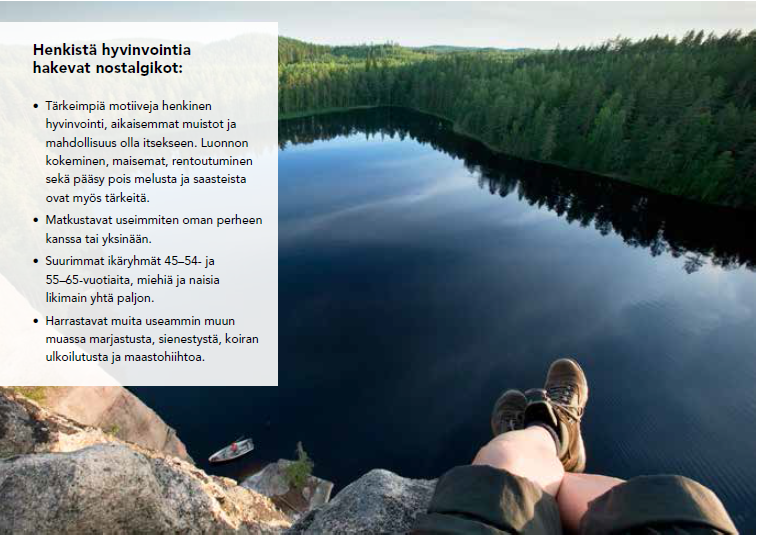 Henkistä hyvinvointia
hakevat nostalgikot:
• Tärkeimpiä motiiveja henkinen
hyvinvointi, aikaisemmat muistot ja
mahdollisuus olla itsekseen. Luonnon
kokeminen, maisemat, rentoutuminen
sekä pääsy pois melusta ja saasteista
ovat myös tärkeitä.
• Matkustavat useimmiten oman perheen
kanssa tai yksinään.
• Suurimmat ikäryhmät 45–54- ja
55–65-vuotiaita, miehiä ja naisia
likimain yhtä paljon.
• Harrastavat muita useammin muun
muassa marjastusta, sienestystä, koiran
ulkoilutusta ja maastohiihtoa.